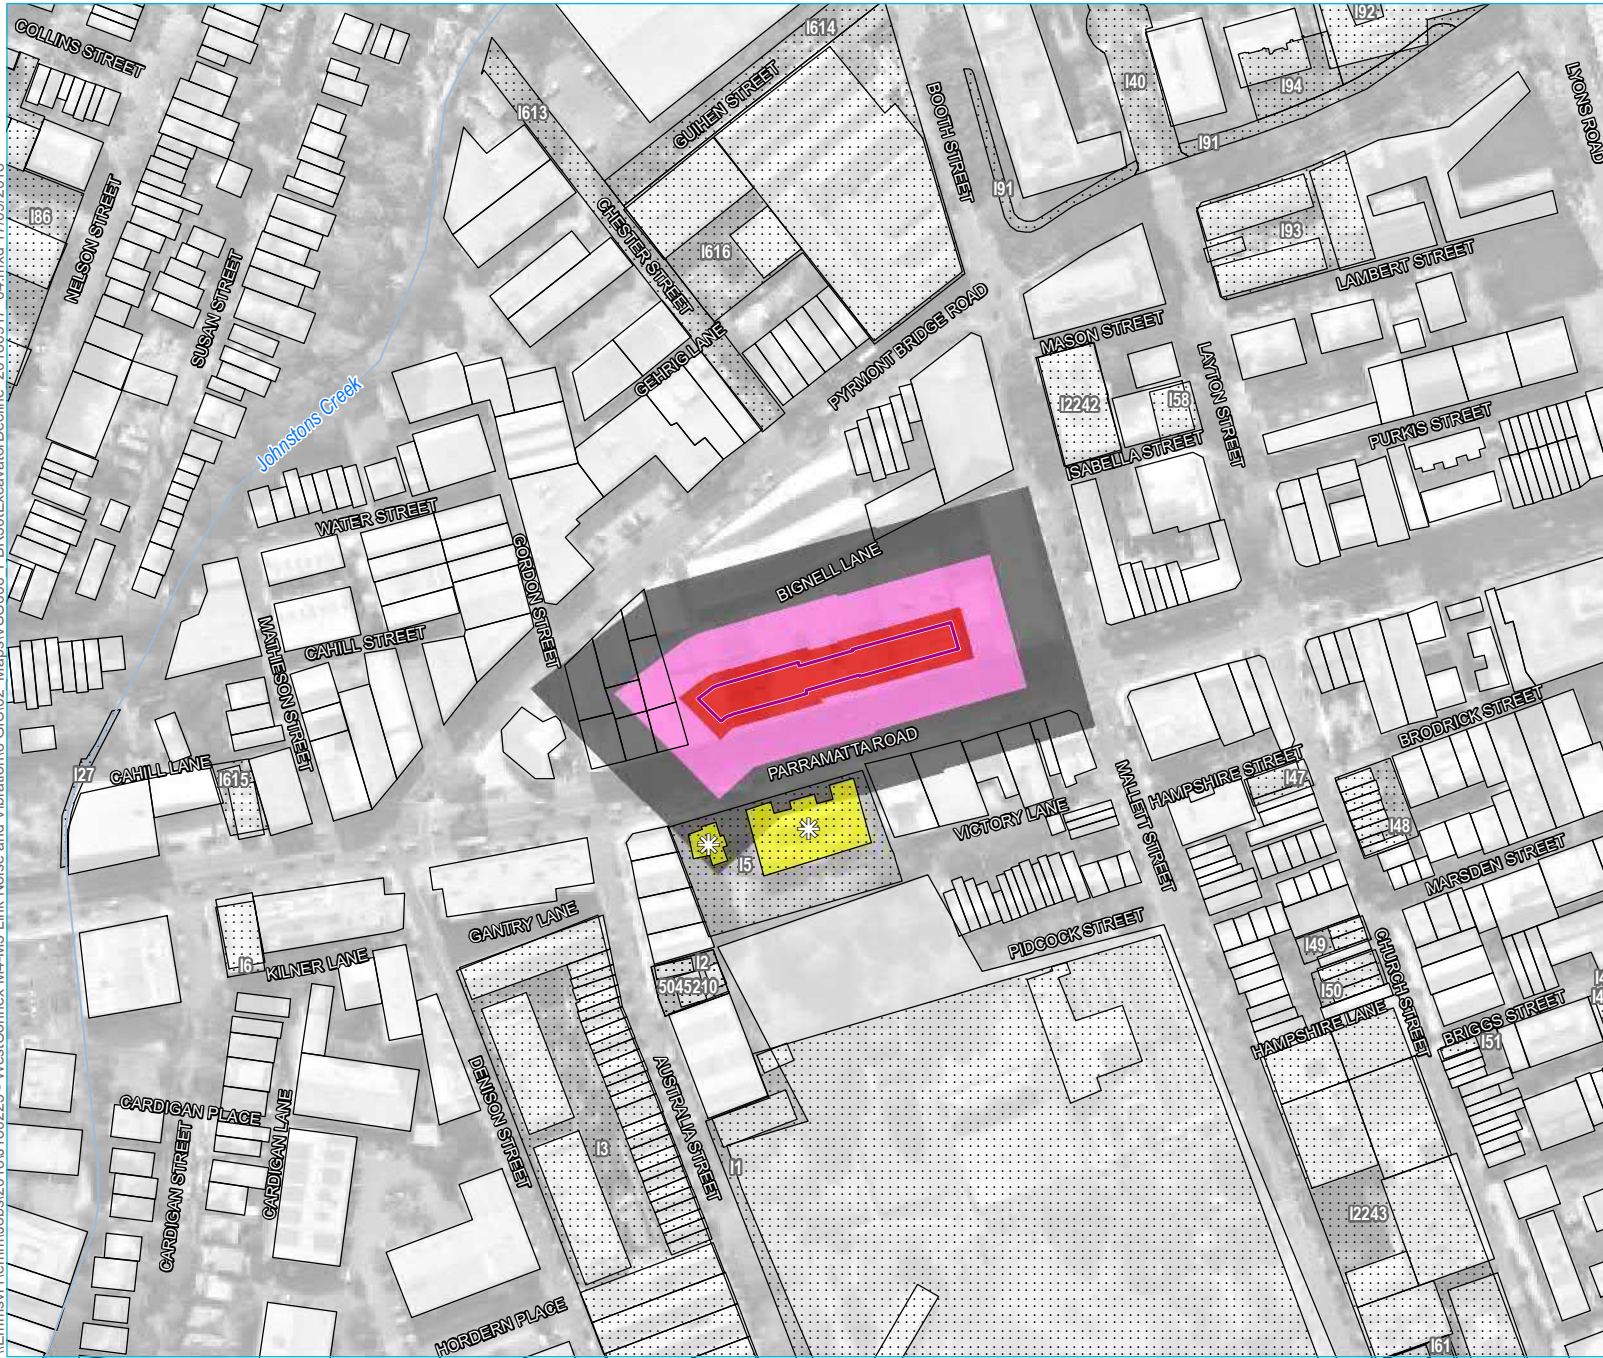 COLLINS STREET
I614
I92
I613
GUIHEN STREET
BOOTH STREET
I40
I94
LYONS ROAD
I91
I91
I86
NELSON STREET
CHESTER STREET
I616
I93
LAMBERT STREET
SUSAN STREET
GEHRIG LANE
PYRMONT BRIDGE ROAD
MASON STREET
LAYTON STREET
I2242
I58
PURKIS STREET
ISABELLA STREET
Johnstons Creek
WATER STREET
GORDON STREET
BIGNELL LANE
MATHIESON STREET
CAHILL STREET
BRODRICK STREET
PARRAMATTA ROAD
I27
CAHILL LANE
I615
MALLETT STREET
HAMPSHIRE STREET
I47
VICTORY LANE
I48
I5
MARSDEN STREET
GANTRY LANE
PIDCOCK STREET
CHURCH STREET
I49
I6
KILNER LANE
I2
5045210
I50
HAMPSHIRE LANE
BRIGGS STREET
I51
DENISON STREET
AUSTRALIA STREET
CARDIGAN PLACE
CARDIGAN STREET
CARDIGAN LANE
I3
I1
I2243
HORDERN PLACE
I61